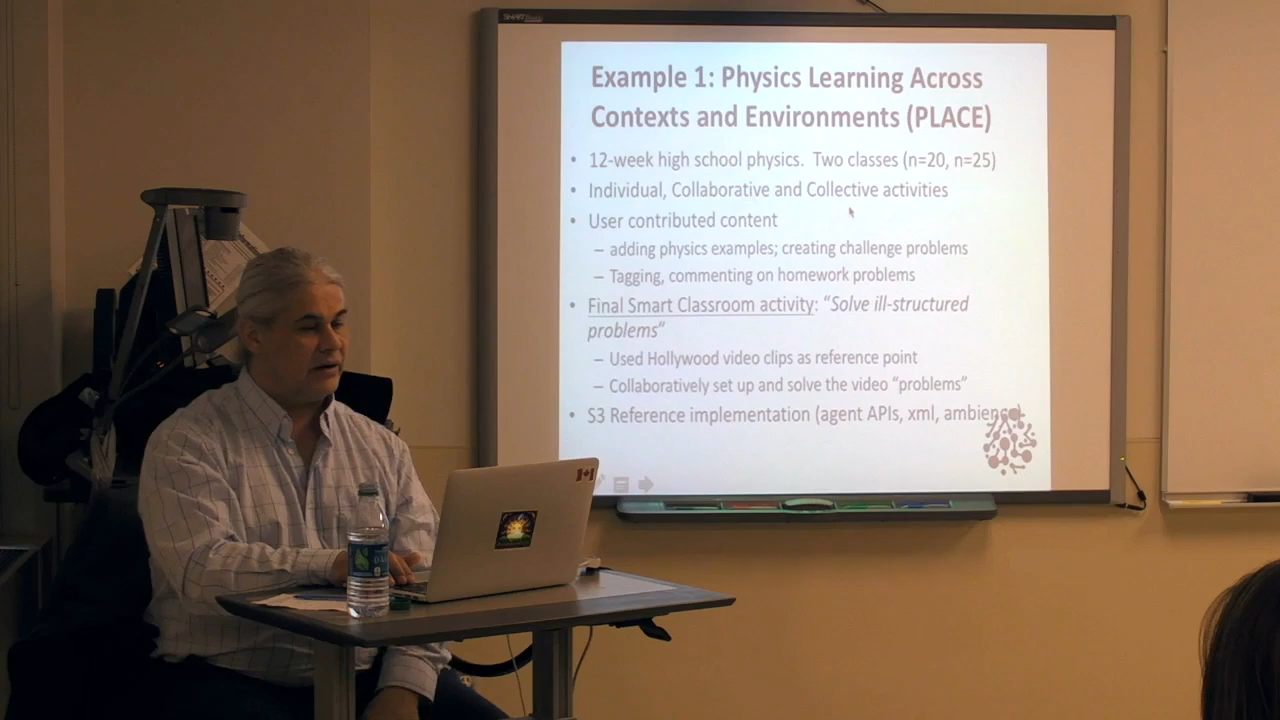 SMART
Example 1: Physics Learning Across
Contexts and Environments (PLACE)
• 12-week high school physics. Two classes (n=20, n=25)
• Individual, Collaborative and Collective activities
• User contributed content
– adding physics examples; creating challenge problems
– Tagging, commenting on homework problems
• Final Smart Classroom activity: “Solve ill-structured
problems”
– Used Hollywood video clips as reference point
– Collaboratively set up and solve the video “problems”
• S3 Reference implementation (agent APIs, xml, ambience)